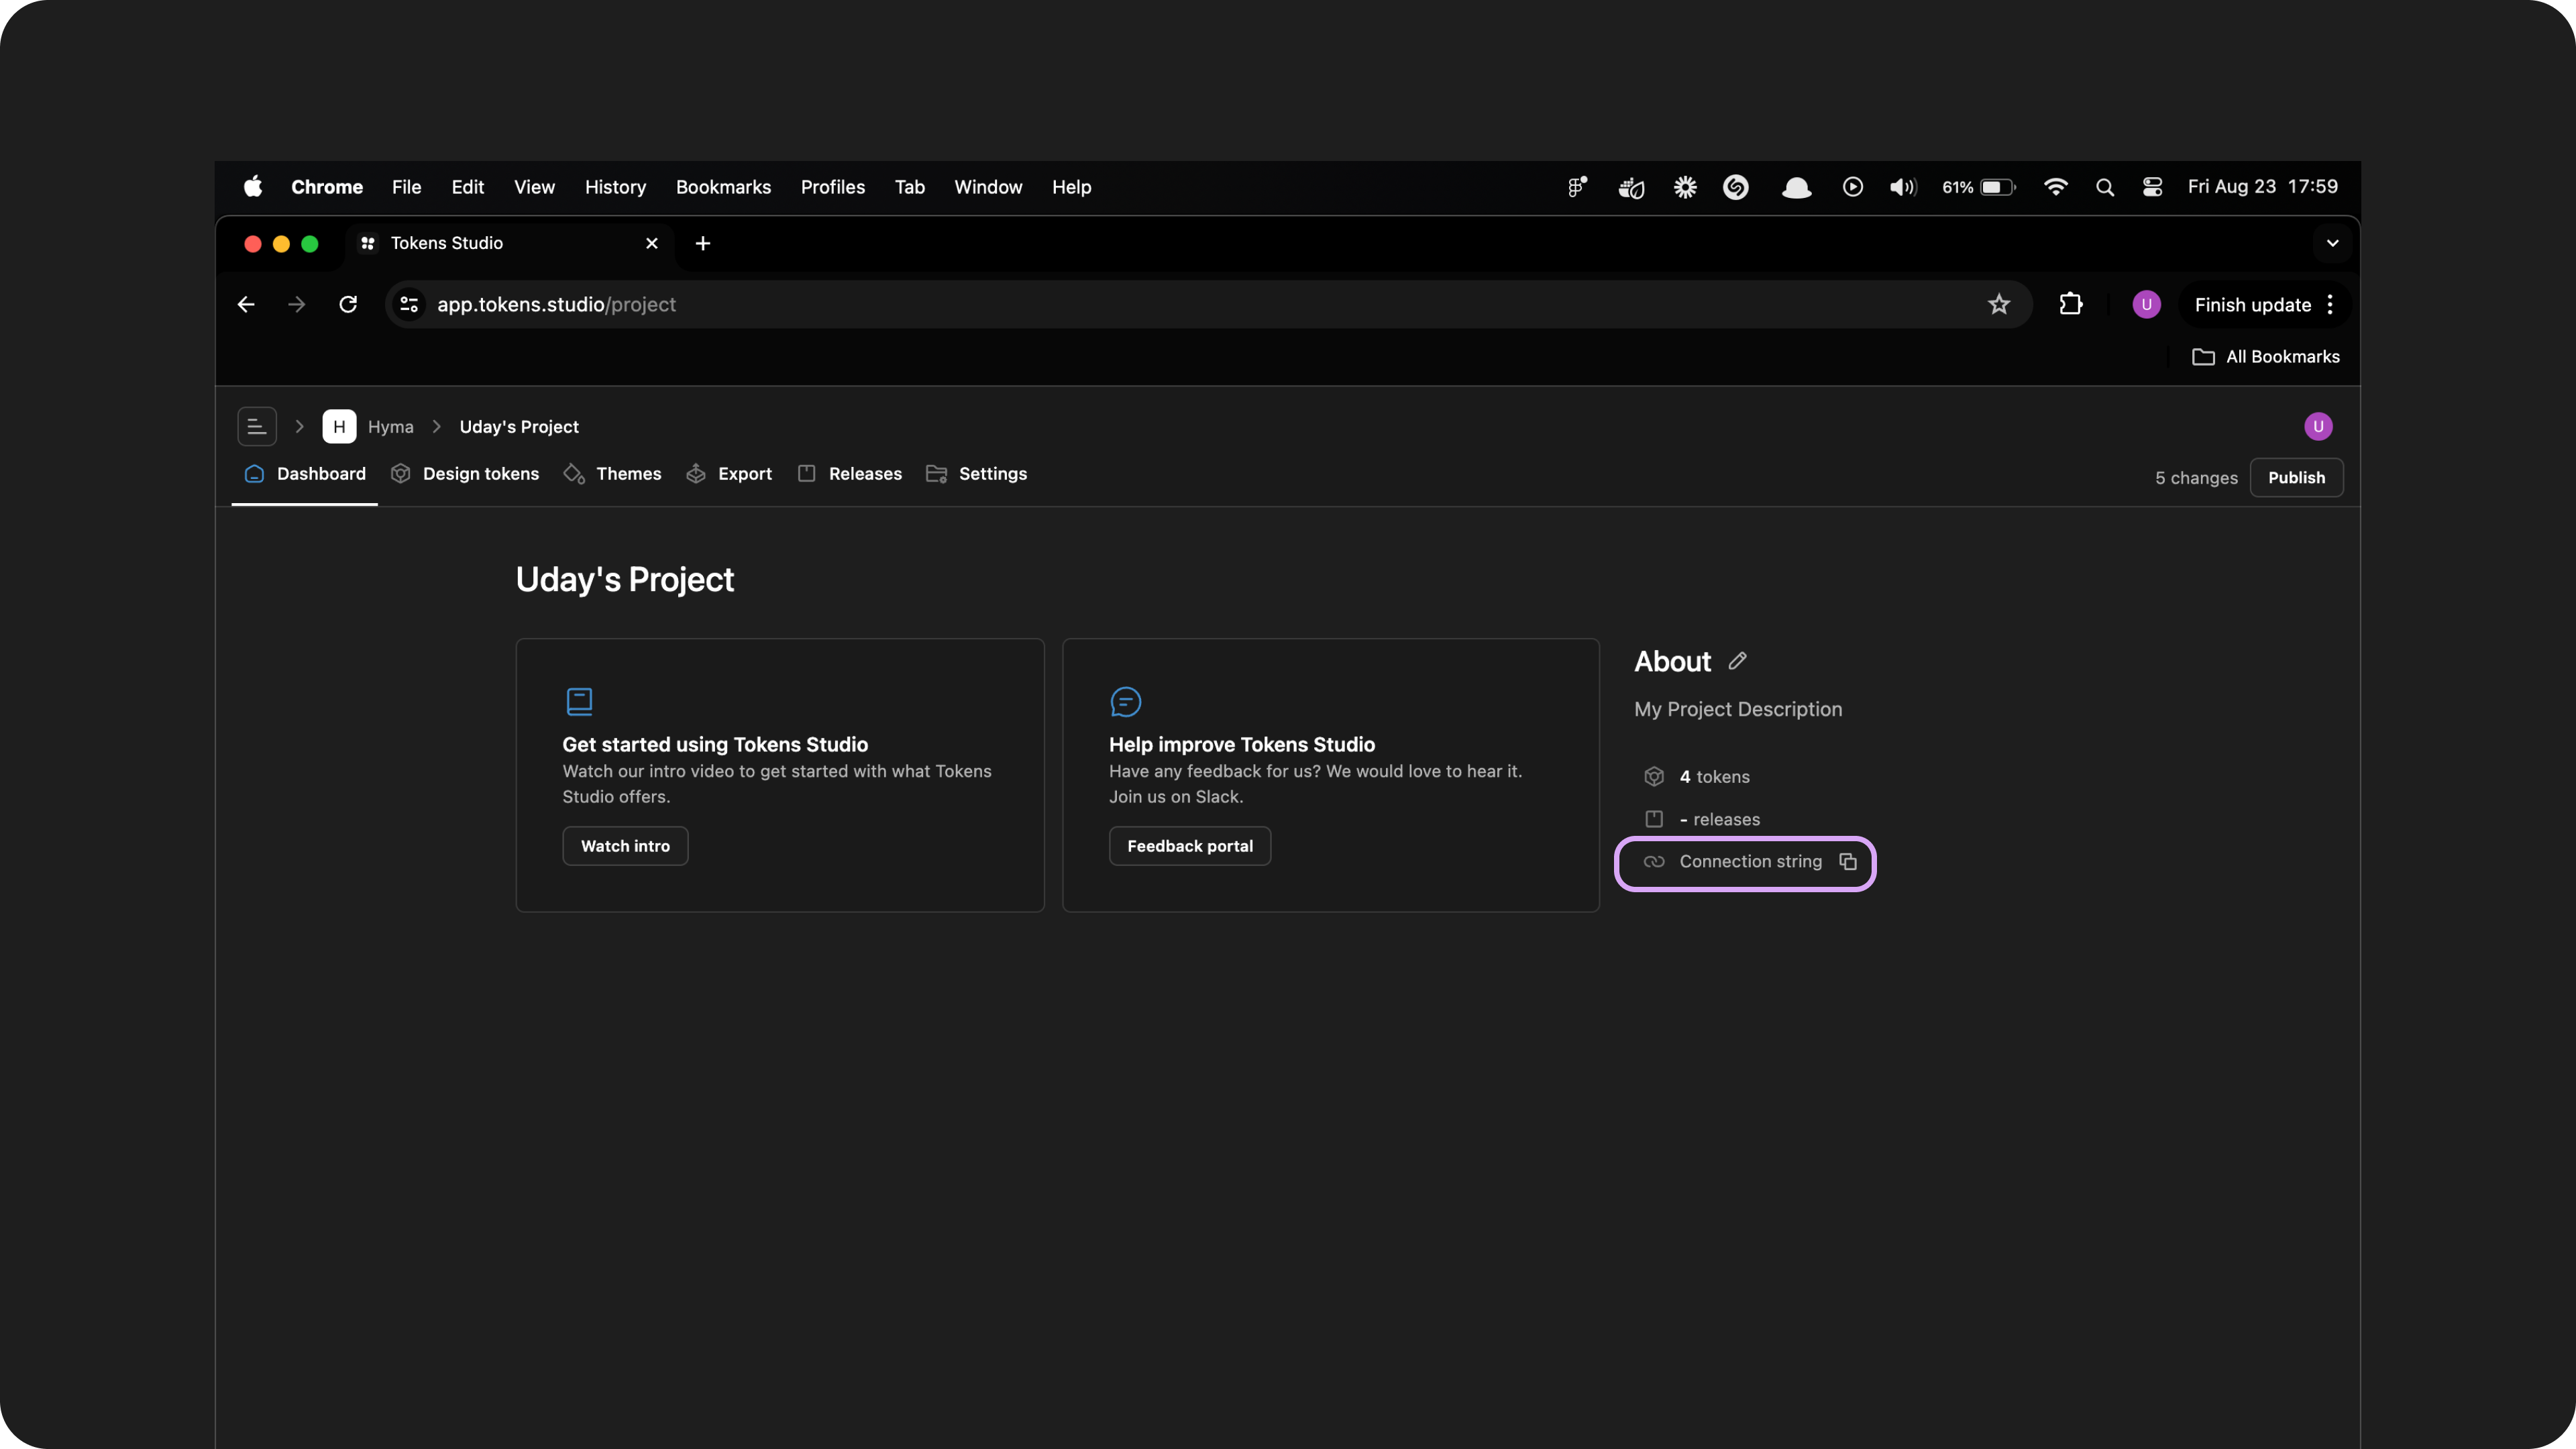 Chrome File Edit View History Bookmarks Profiles Tab Window Help 61% Fri Aug 23 17:59
Tokens Studio
app.tokens.studio/project U Finish update
All Bookmarks
H Hyma Uday's Project U
Dashboard Design tokens Themes Export Releases Settings 5 changes Publish
Uday's Project
Get started using Tokens Studio
Watch our intro video to get started with what Tokens
Studio offers.
Watch intro
Help improve Tokens Studio
Have any feedback for us? We would love to hear it.
Join us on Slack.
Feedback portal
About
My Project Description
4 tokens
- releases
Connection string